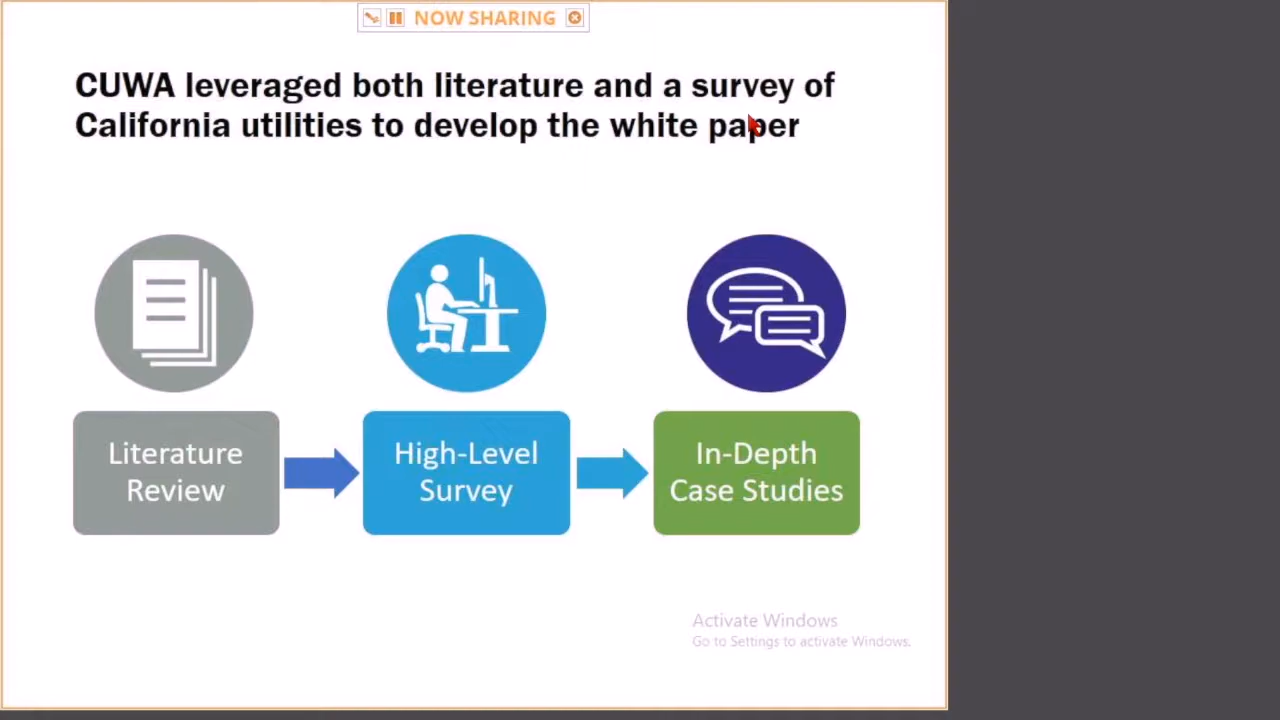 NOW SHARING
CUWA leveraged both literature and a survey of
California utilities to develop the white paper
Literature
Review
High-Level
Survey
In-Depth
Case Studies
Activate Windows
Go to Settings to activate Windows.